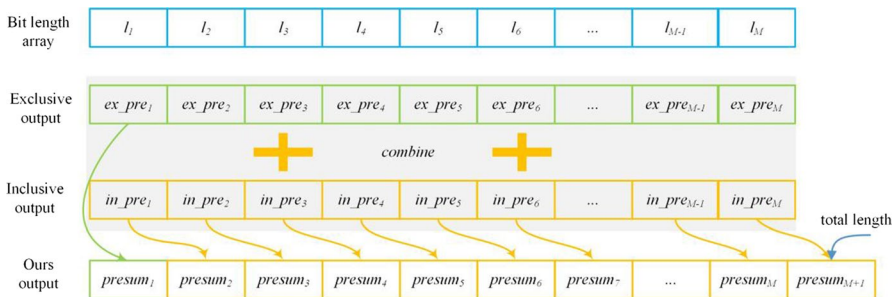 Bit length array l1 l2 l3 l4 l5 l6 ... lM-1 lM
Exclusive output ex_pre1 ex_pre2 ex_pre3 ex_pre4 ex_pre5 ex_pre6 ... ex_preM-1 ex_preM
combine
Inclusive output in_pre1 in_pre2 in_pre3 in_pre4 in_pre5 in_pre6 ... in_preM-1 in_preM
total length
Ours output presum1 presum2 presum3 presum4 presum5 presum6 presum7 ... presumM presumM+1